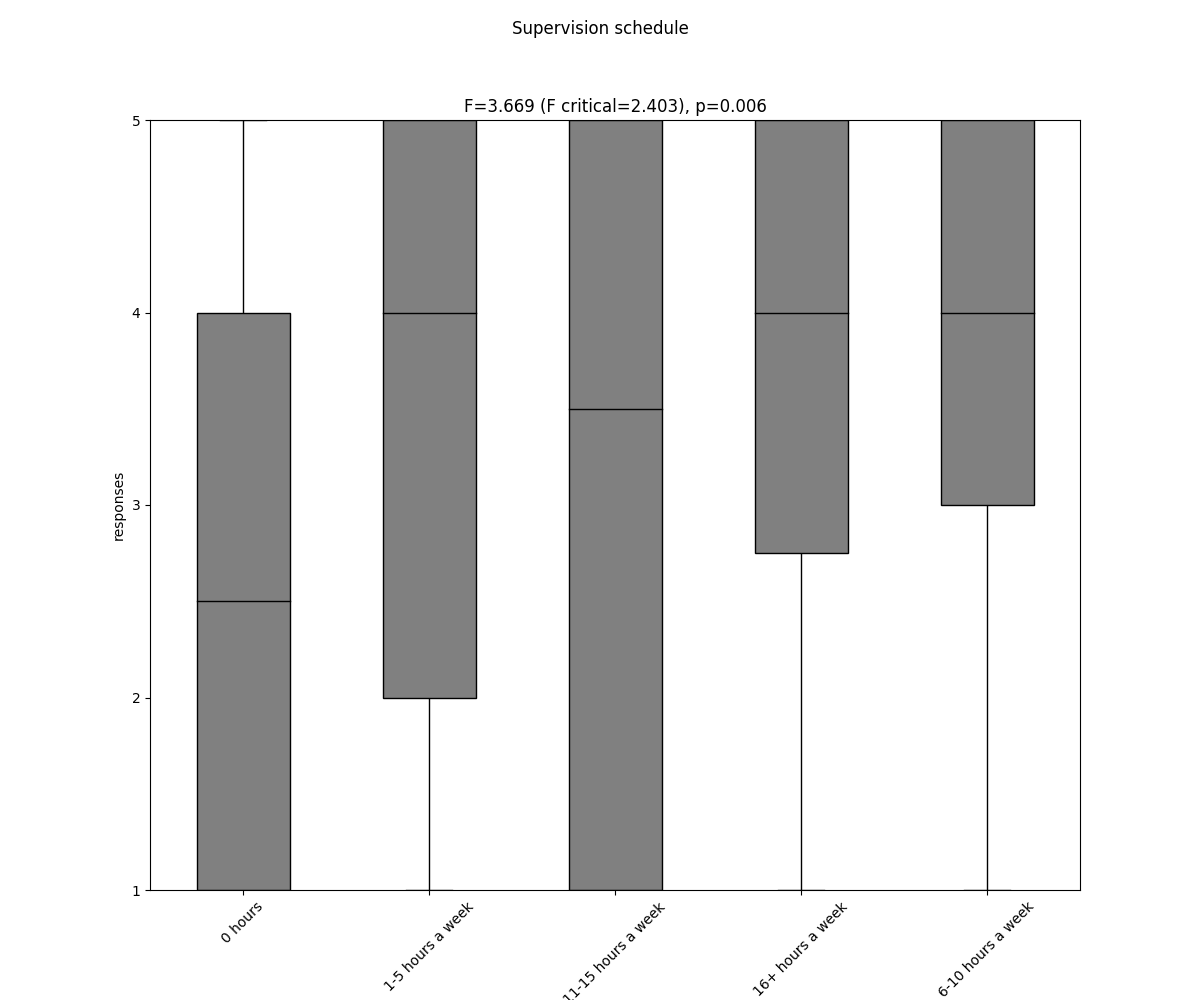 Supervision schedule
F=3.669 (F critical=2.403), p=0.006
5
4
3
2
1
responses
0 hours
1-5 hours a week
11-15 hours a week
16+ hours a week
6-10 hours a week